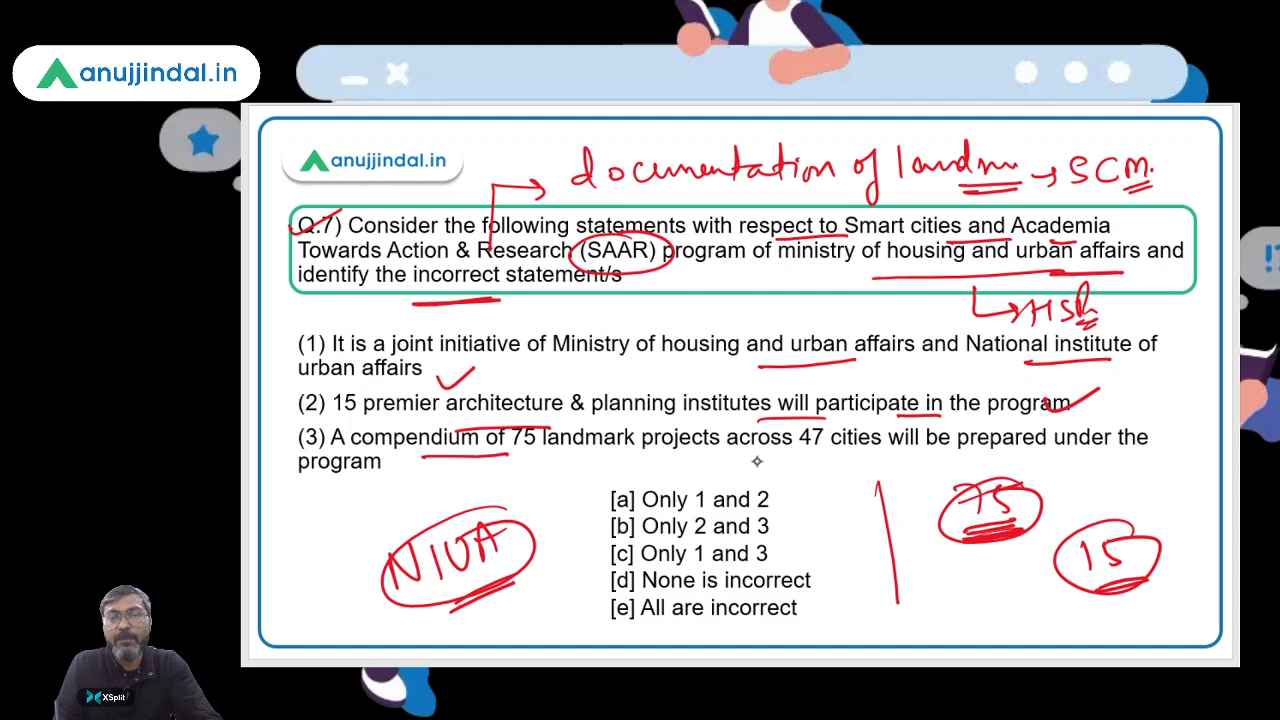 anujjindal.in
anujjindal.in
documentation of landm → SCM.
Q.7) Consider the following statements with respect to Smart cities and Academia
Towards Action & Research (SAAR) program of ministry of housing and urban affairs and
identify the incorrect statement/s
(1) It is a joint initiative of Ministry of housing and urban affairs and National institute of
urban affairs
(2) 15 premier architecture & planning institutes will participate in the program
(3) A compendium of 75 landmark projects across 47 cities will be prepared under the
program
[a] Only 1 and 2
[b] Only 2 and 3
[c] Only 1 and 3
[d] None is incorrect
[e] All are incorrect
75
15
NIUA
XSplit